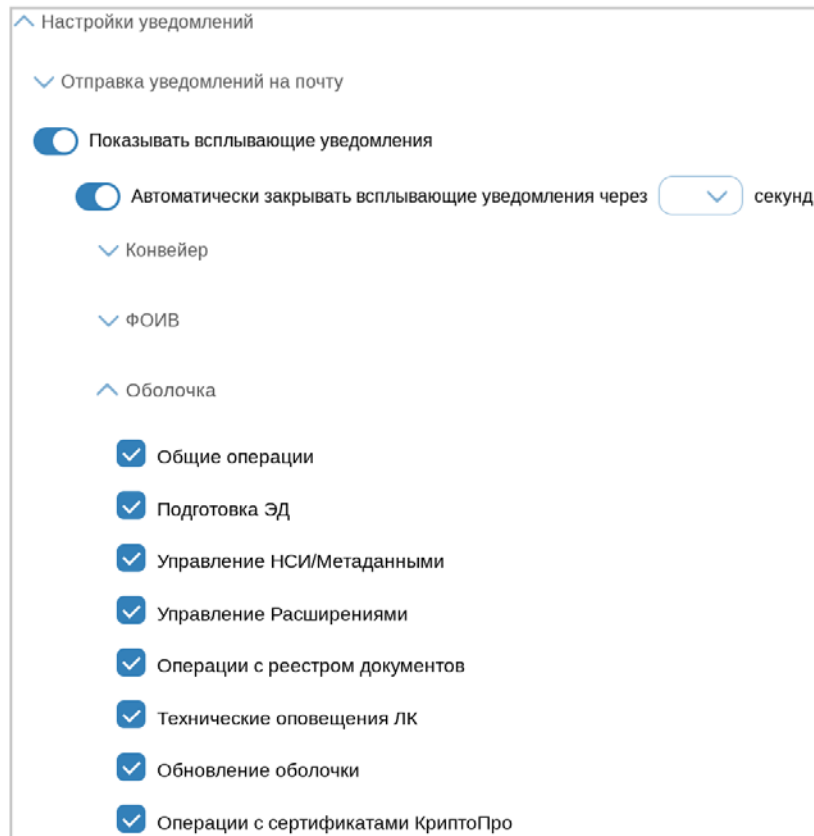 Настройки уведомлений
Отправка уведомлений на почту
Показывать всплывающие уведомления
Автоматически закрывать всплывающие уведомления через секунд
Конвейер
ФОИВ
Оболочка
Общие операции
Подготовка ЭД
Управление НСИ/Метаданными
Управление Расширениями
Операции с реестром документов
Технические оповещения ЛК
Обновление оболочки
Операции с сертификатами КриптоПро